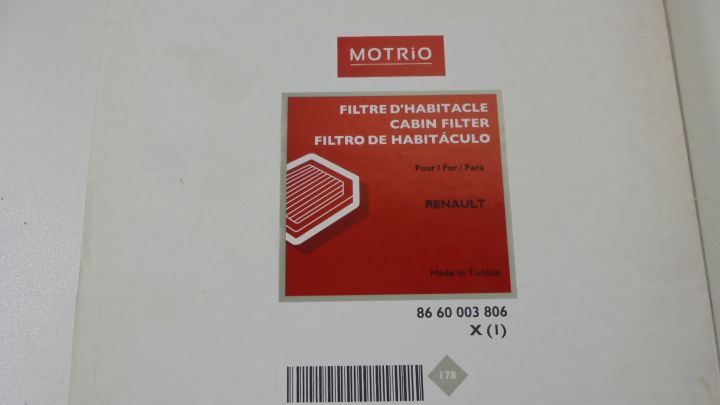 MOTRiO
FILTRE D'HABITACLE
CABIN FILTER
FILTRO DE HABITÁCULO
Pour / For / Para
RENAULT
Made in Tunisia
86 60 003 806
X (1)
178